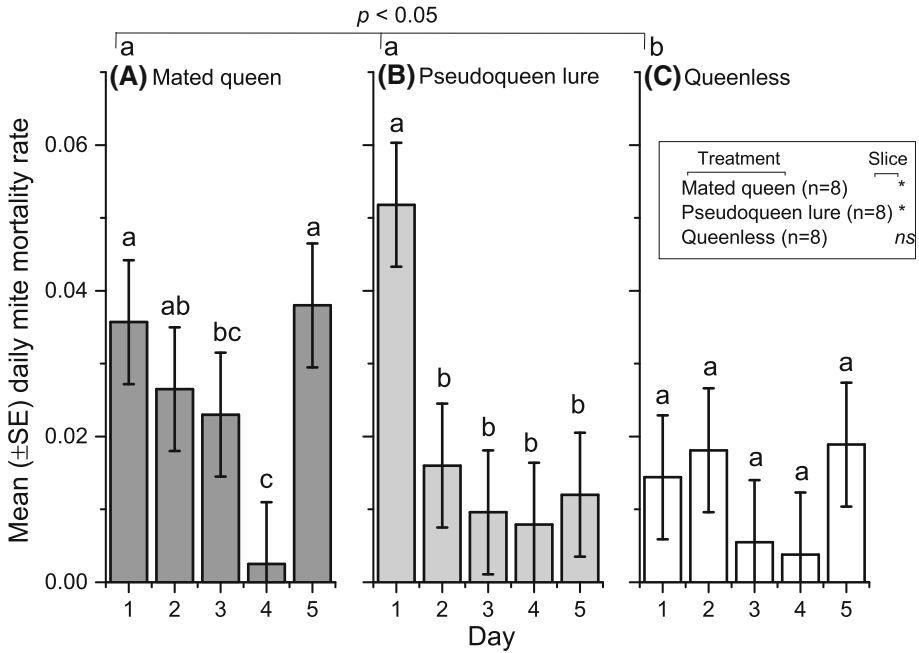 p < 0.05
a a b
(A) Mated queen (B) Pseudoqueen lure (C) Queenless
Mean (±SE) daily mite mortality rate
0.06
0.04
0.02
0.00
a ab bc c a
a b b b b
a a a a a
Treatment Slice
Mated queen (n=8) *
Pseudoqueen lure (n=8) *
Queenless (n=8) ns
1 2 3 4 5 1 2 3 4 5 1 2 3 4 5
Day